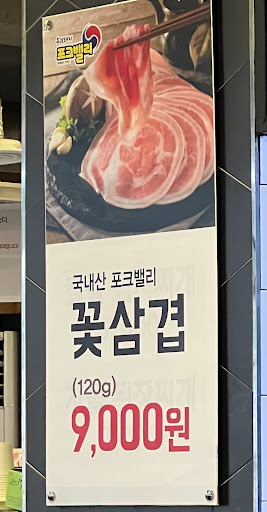 포크밸리
국내산 포크밸리
꽃삼겹
(120g)
9,000원